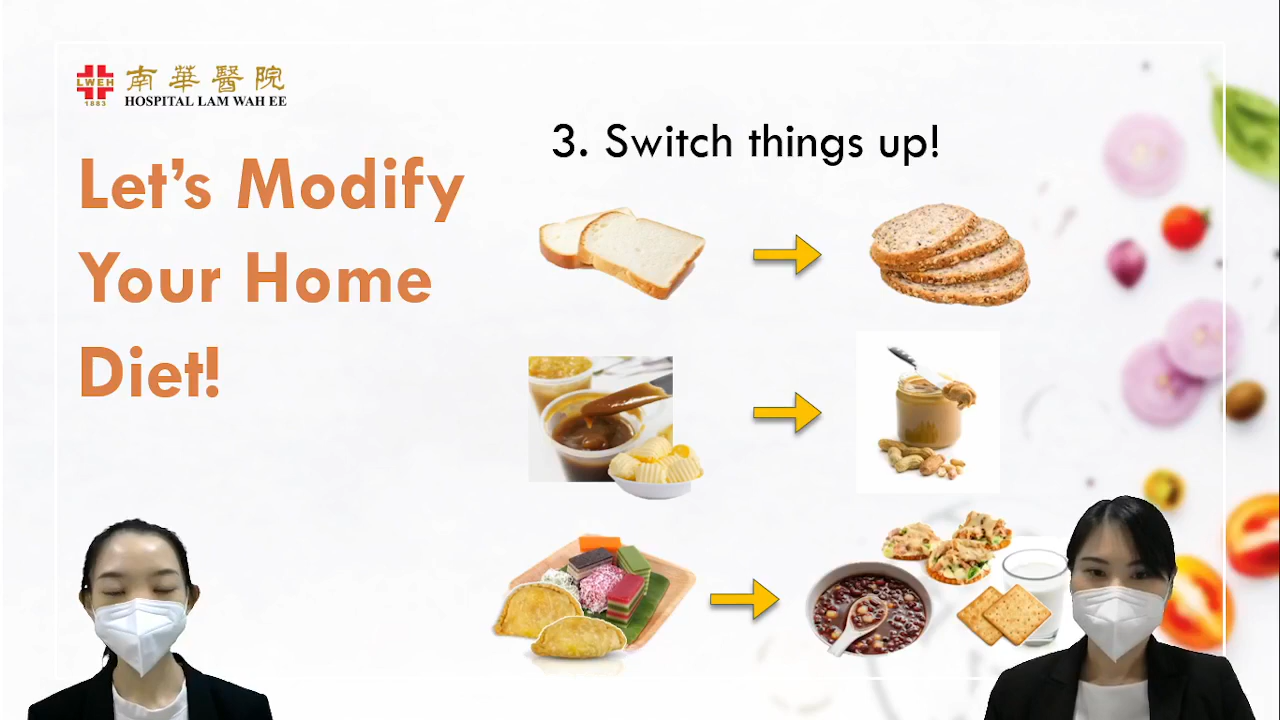 LWEH
1883
南華醫院
HOSPITAL LAM WAH EE
Let's Modify
Your Home
Diet!
3. Switch things up!